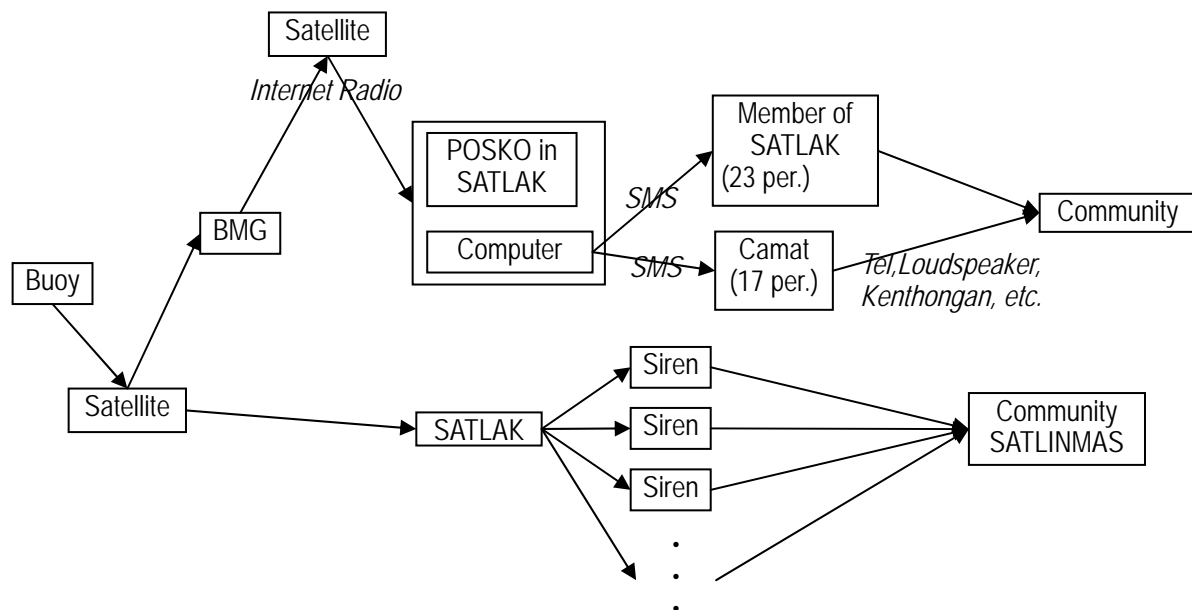 Satellite
Internet Radio
POSKO in
SATLAK
Computer
BMG
Buoy
Satellite
SMS
SMS
Member of
SATLAK
(23 per.)
Camat
(17 per.)
Tel,Loudspeaker,
Kenthongan, etc.
Community
SATLAK
Siren
Siren
Siren
Community
SATLINMAS